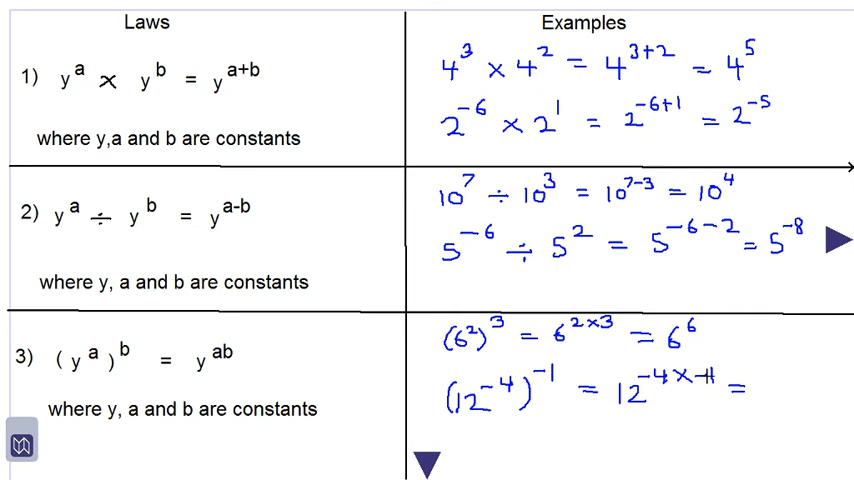 Laws Examples
1) y^a × y^b = y^(a+b)
4^3 × 4^2 = 4^(3+2) = 4^5
2^(-6) × 2^1 = 2^(-6+1) = 2^(-5)
where y,a and b are constants
2) y^a ÷ y^b = y^(a-b)
10^7 ÷ 10^3 = 10^(7-3) = 10^4
5^(-6) ÷ 5^2 = 5^(-6-2) = 5^(-8)
where y, a and b are constants
3) (y^a)^b = y^(ab)
(6^2)^3 = 6^(2×3) = 6^6
(12^(-4))^(-1) = 12^(-4×-1) =
where y, a and b are constants